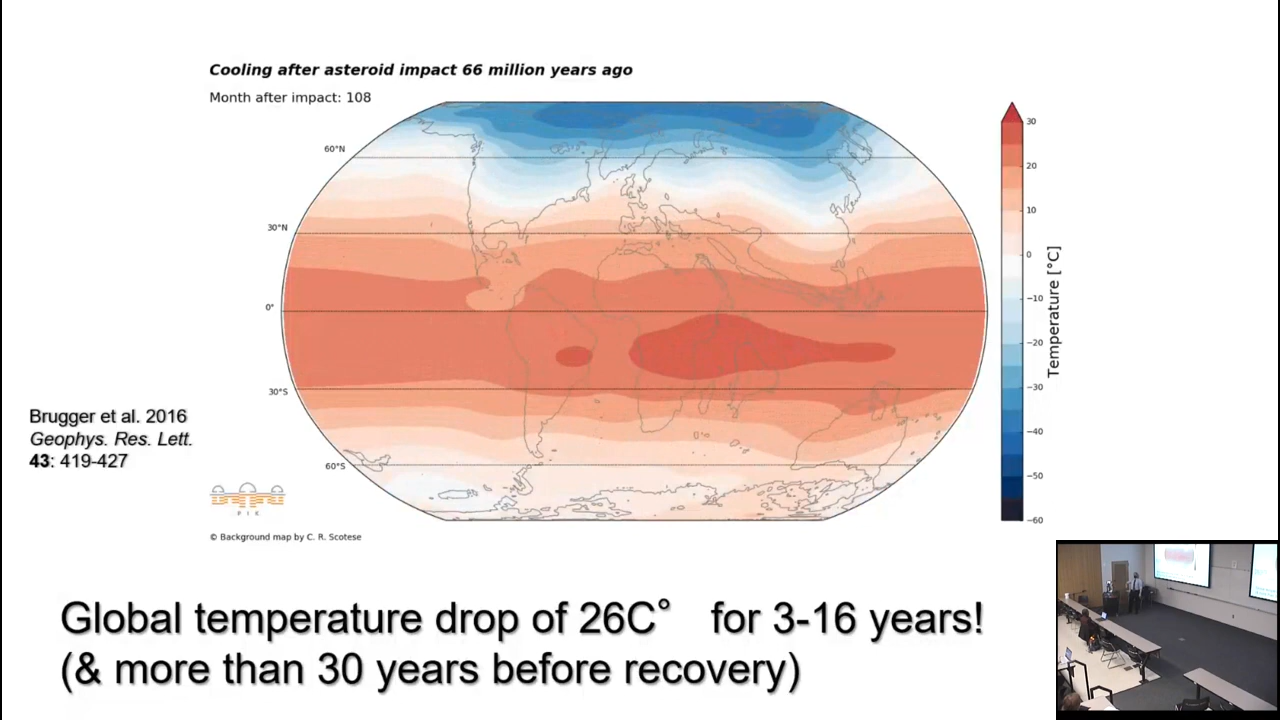 Cooling after asteroid impact 66 million years ago
Month after impact: 108
60°N
30°N
0°
30°S
60°S
30
20
10
0
−10
−20
−30
−40
−50
−60
Temperature [°C]
Brugger et al. 2016
Geophys. Res. Lett.
43: 419-427
P I K
© Background map by C. R. Scotese
Global temperature drop of 26C° for 3-16 years!
(& more than 30 years before recovery)